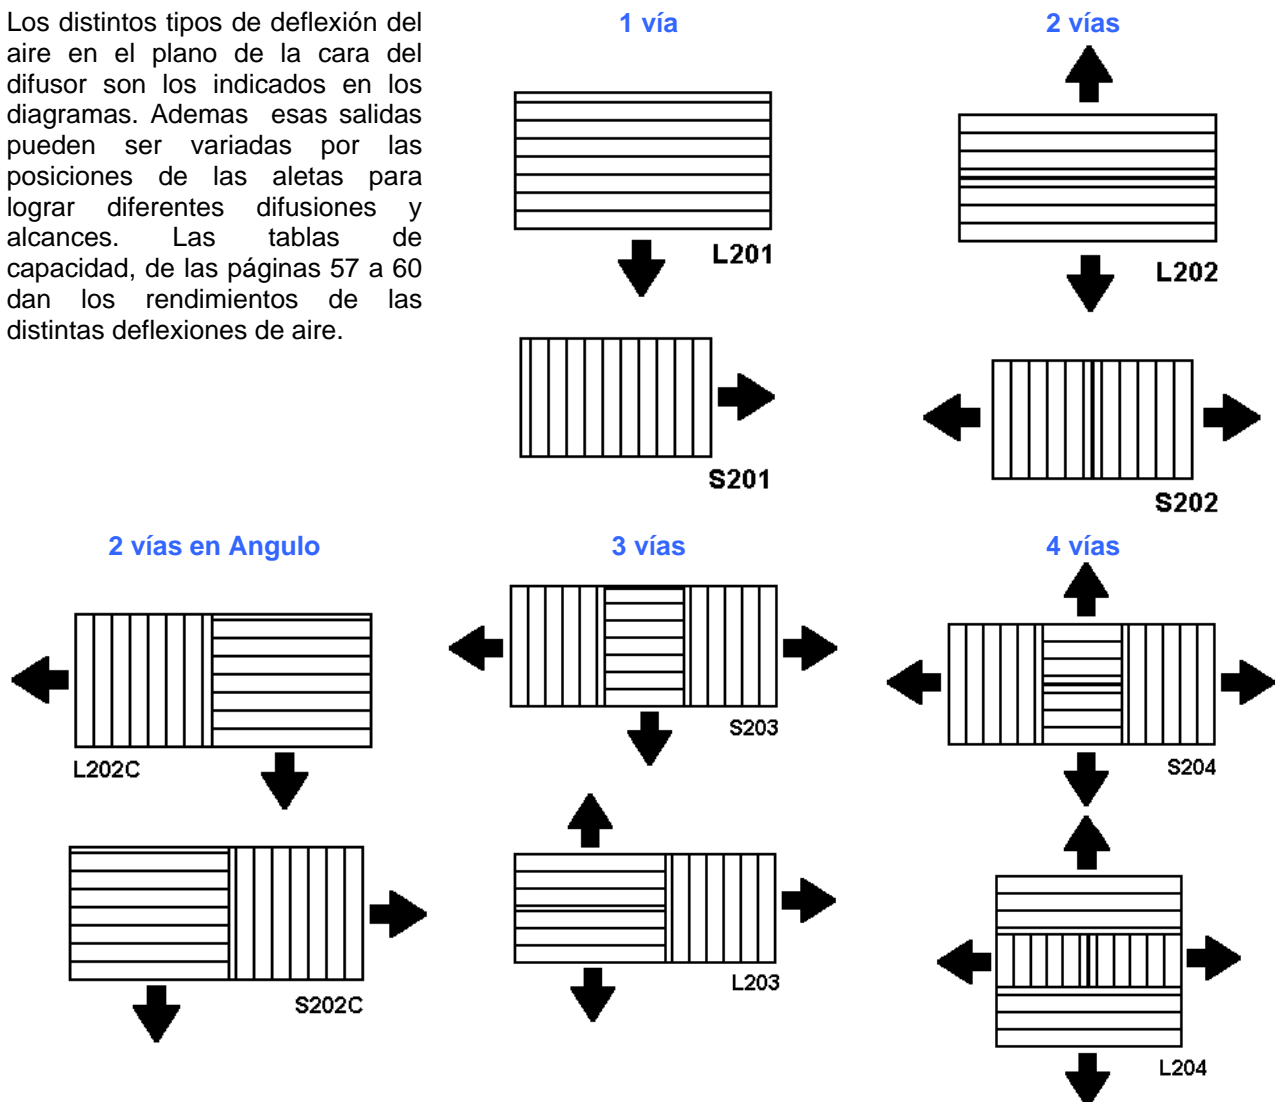 Los distintos tipos de deflexión del
aire en el plano de la cara del
difusor son los indicados en los
diagramas. Ademas esas salidas
pueden ser variadas por las
posiciones de las aletas para
lograr diferentes difusiones y
alcances. Las tablas de
capacidad, de las páginas 57 a 60
dan los rendimientos de las
distintas deflexiones de aire.
1 vía
L201
S201
2 vías
L202
S202
2 vías en Angulo
L202C
S202C
3 vías
S203
L203
4 vías
S204
L204